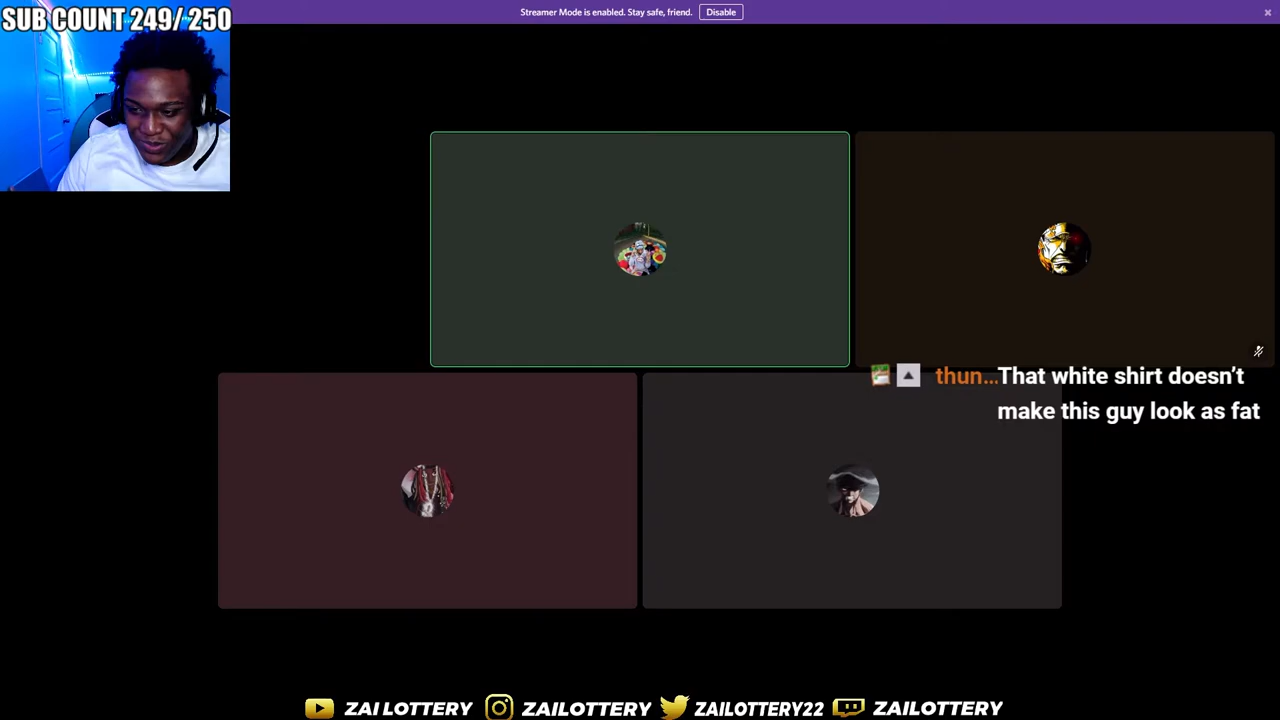 SUB COUNT 249/ 250
Streamer Mode is enabled. Stay safe, friend. Disable
thun...That white shirt doesn't
make this guy look as fat
ZAI LOTTERY ZAILOTTERY ZAILOTTERY22 ZAILOTTERY